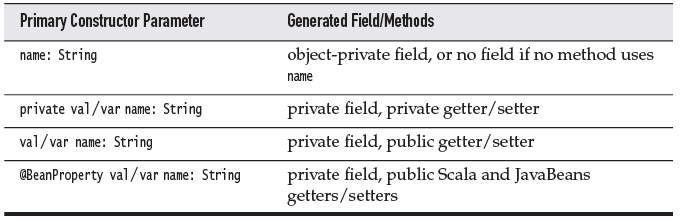 Primary Constructor Parameter Generated Field/Methods
name: String object-private field, or no field if no method uses
name
private val/var name: String private field, private getter/setter
val/var name: String private field, public getter/setter
@BeanProperty val/var name: String private field, public Scala and JavaBeans
getters/setters